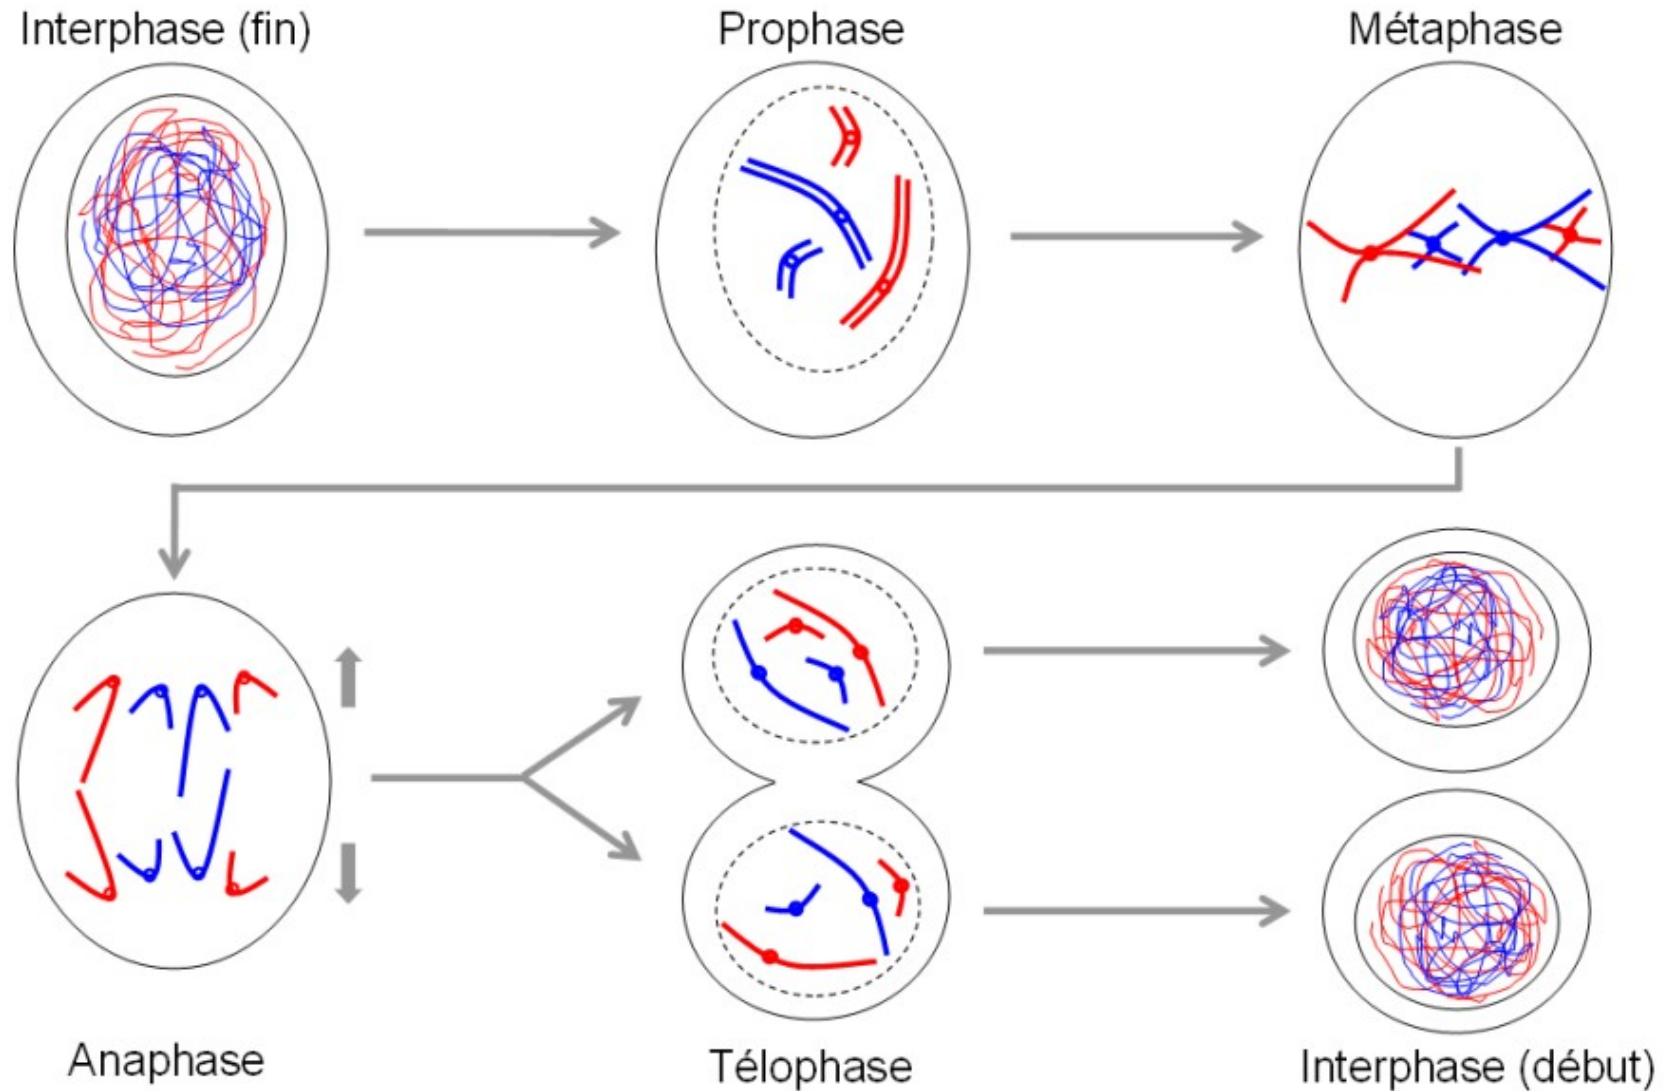 Interphase (fin)
Prophase
Métaphase
Anaphase
Télophase
Interphase (début)